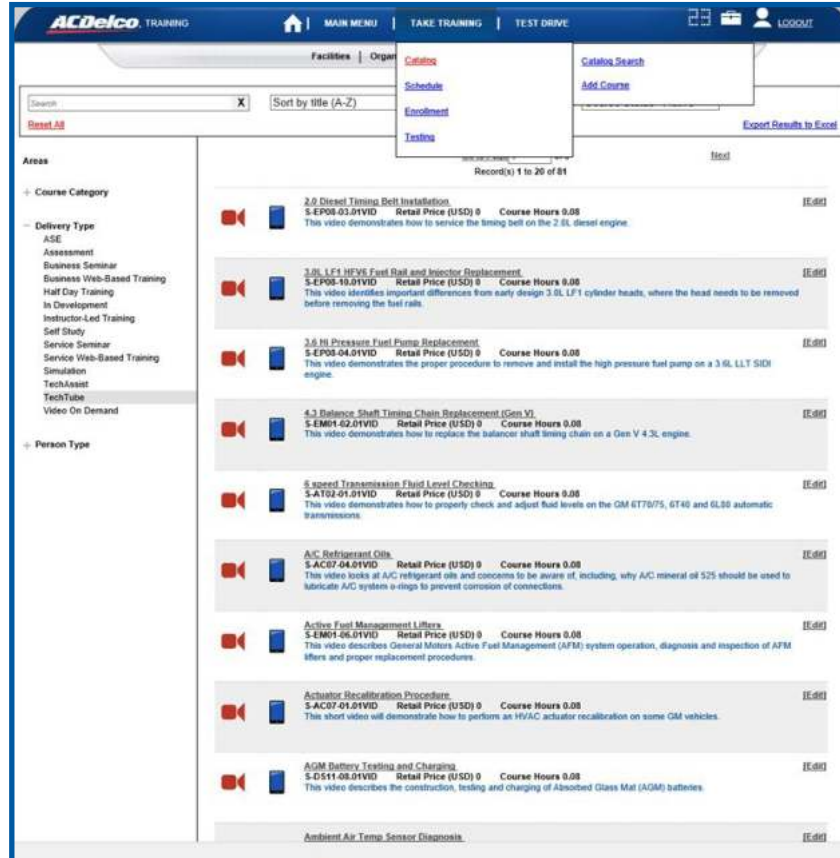 ACDelco. TRAINING
MAIN MENU | TAKE TRAINING | TEST DRIVE
LOGOUT
Facilities | Organ
Catalog
Schedule
Enrollment
Testing
Catalog Search
Add Course
Search
X
Sort by title (A-Z)
Reset All
Export Results to Excel
Next
Record(s) 1 to 20 of 81
Areas
+ Course Category
− Delivery Type
ASE
Assessment
Business Seminar
Business Web-Based Training
Half Day Training
In Development
Instructor-Led Training
Self Study
Service Seminar
Service Web-Based Training
Simulation
TechAssist
TechTube
Video On Demand
+ Person Type
2.0 Diesel Timing Belt Installation
[Edit]
S-EP08-03.01VID Retail Price (USD) 0 Course Hours 0.08
This video demonstrates how to service the timing belt on the 2.0L diesel engine.
3.0L LF1 HFV6 Fuel Rail and Injector Replacement
[Edit]
S-EP08-10.01VID Retail Price (USD) 0 Course Hours 0.08
This video identifies important differences from early design 3.0L LF1 cylinder heads, where the head needs to be removed
before removing the fuel rails.
3.6 Hi Pressure Fuel Pump Replacement
[Edit]
S-EP08-04.01VID Retail Price (USD) 0 Course Hours 0.08
This video demonstrates the proper procedure to remove and install the high pressure fuel pump on a 3.6L LLT SIDI
engine.
4.3 Balance Shaft Timing Chain Replacement (Gen V)
[Edit]
S-EM01-02.01VID Retail Price (USD) 0 Course Hours 0.08
This video demonstrates how to replace the balancer shaft timing chain on a Gen V 4.3L engine.
6 speed Transmission Fluid Level Checking
[Edit]
S-AT02-01.01VID Retail Price (USD) 0 Course Hours 0.08
This video demonstrates how to properly check and adjust fluid levels on the GM 6T70/75, 6T40 and 6L80 automatic
transmissions.
A/C Refrigerant Oils
[Edit]
S-AC07-04.01VID Retail Price (USD) 0 Course Hours 0.08
This video looks at A/C refrigerant oils and concerns to be aware of, including, why A/C mineral oil 525 should be used to
lubricate A/C system o-rings to prevent corrosion of connections.
Active Fuel Management Lifters
[Edit]
S-EM01-06.01VID Retail Price (USD) 0 Course Hours 0.08
This video describes General Motors Active Fuel Management (AFM) system operation, diagnosis and inspection of AFM
lifters and proper replacement procedures.
Actuator Recalibration Procedure
[Edit]
S-AC07-01.01VID Retail Price (USD) 0 Course Hours 0.08
This short video will demonstrate how to perform an HVAC actuator recalibration on some GM vehicles.
AGM Battery Testing and Charging
[Edit]
S-DS11-08.01VID Retail Price (USD) 0 Course Hours 0.08
This video describes the construction, testing and charging of Absorbed Glass Mat (AGM) batteries.
Ambient Air Temp Sensor Diagnosis
[Edit]